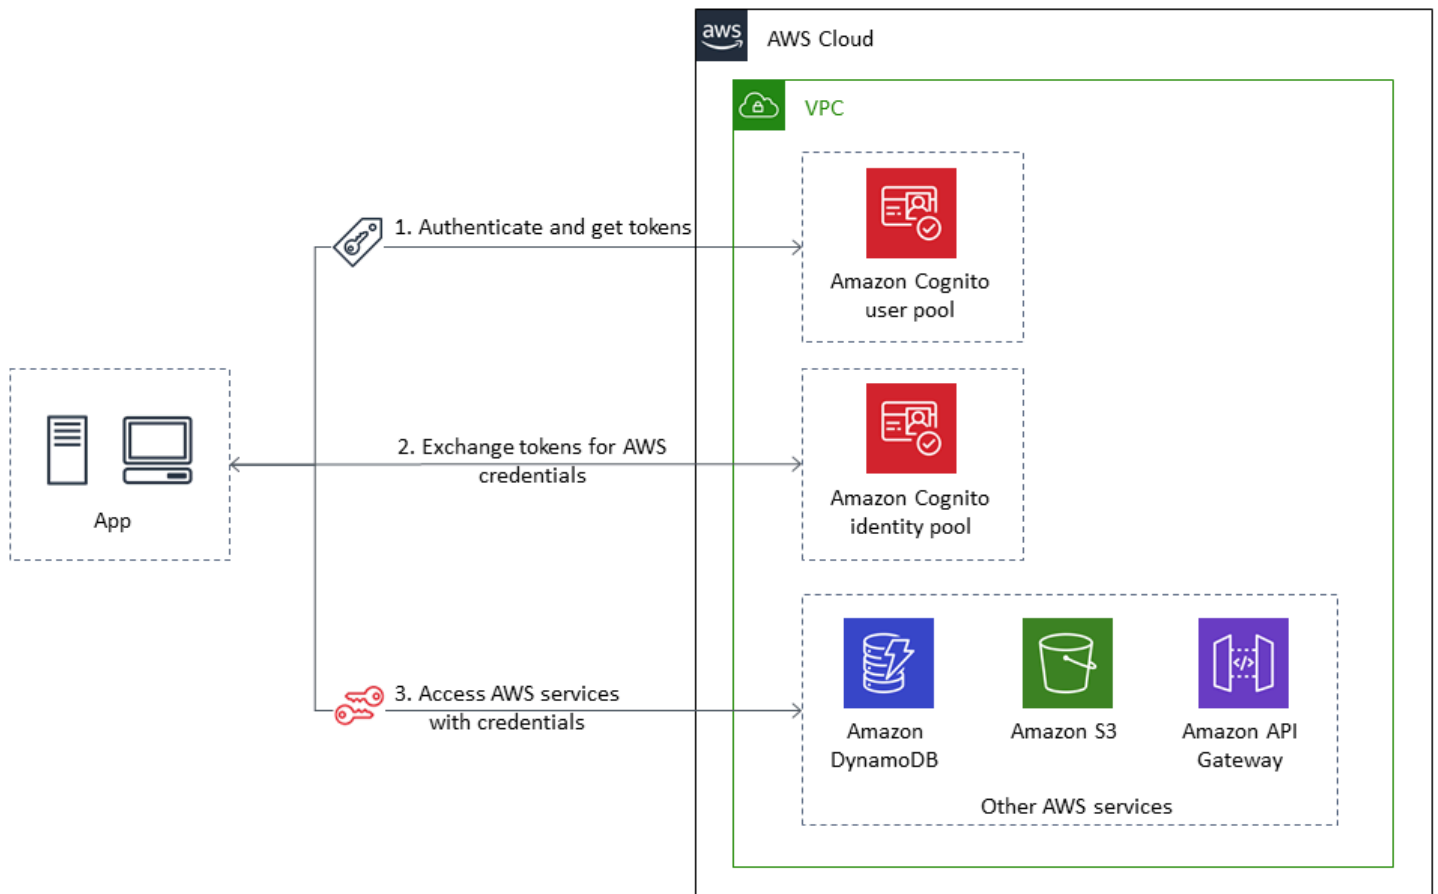 aws
AWS Cloud
VPC
1. Authenticate and get tokens
Amazon Cognito
user pool
2. Exchange tokens for AWS
credentials
Amazon Cognito
identity pool
App
3. Access AWS services
with credentials
Amazon
DynamoDB
Amazon S3
Amazon API
Gateway
Other AWS services